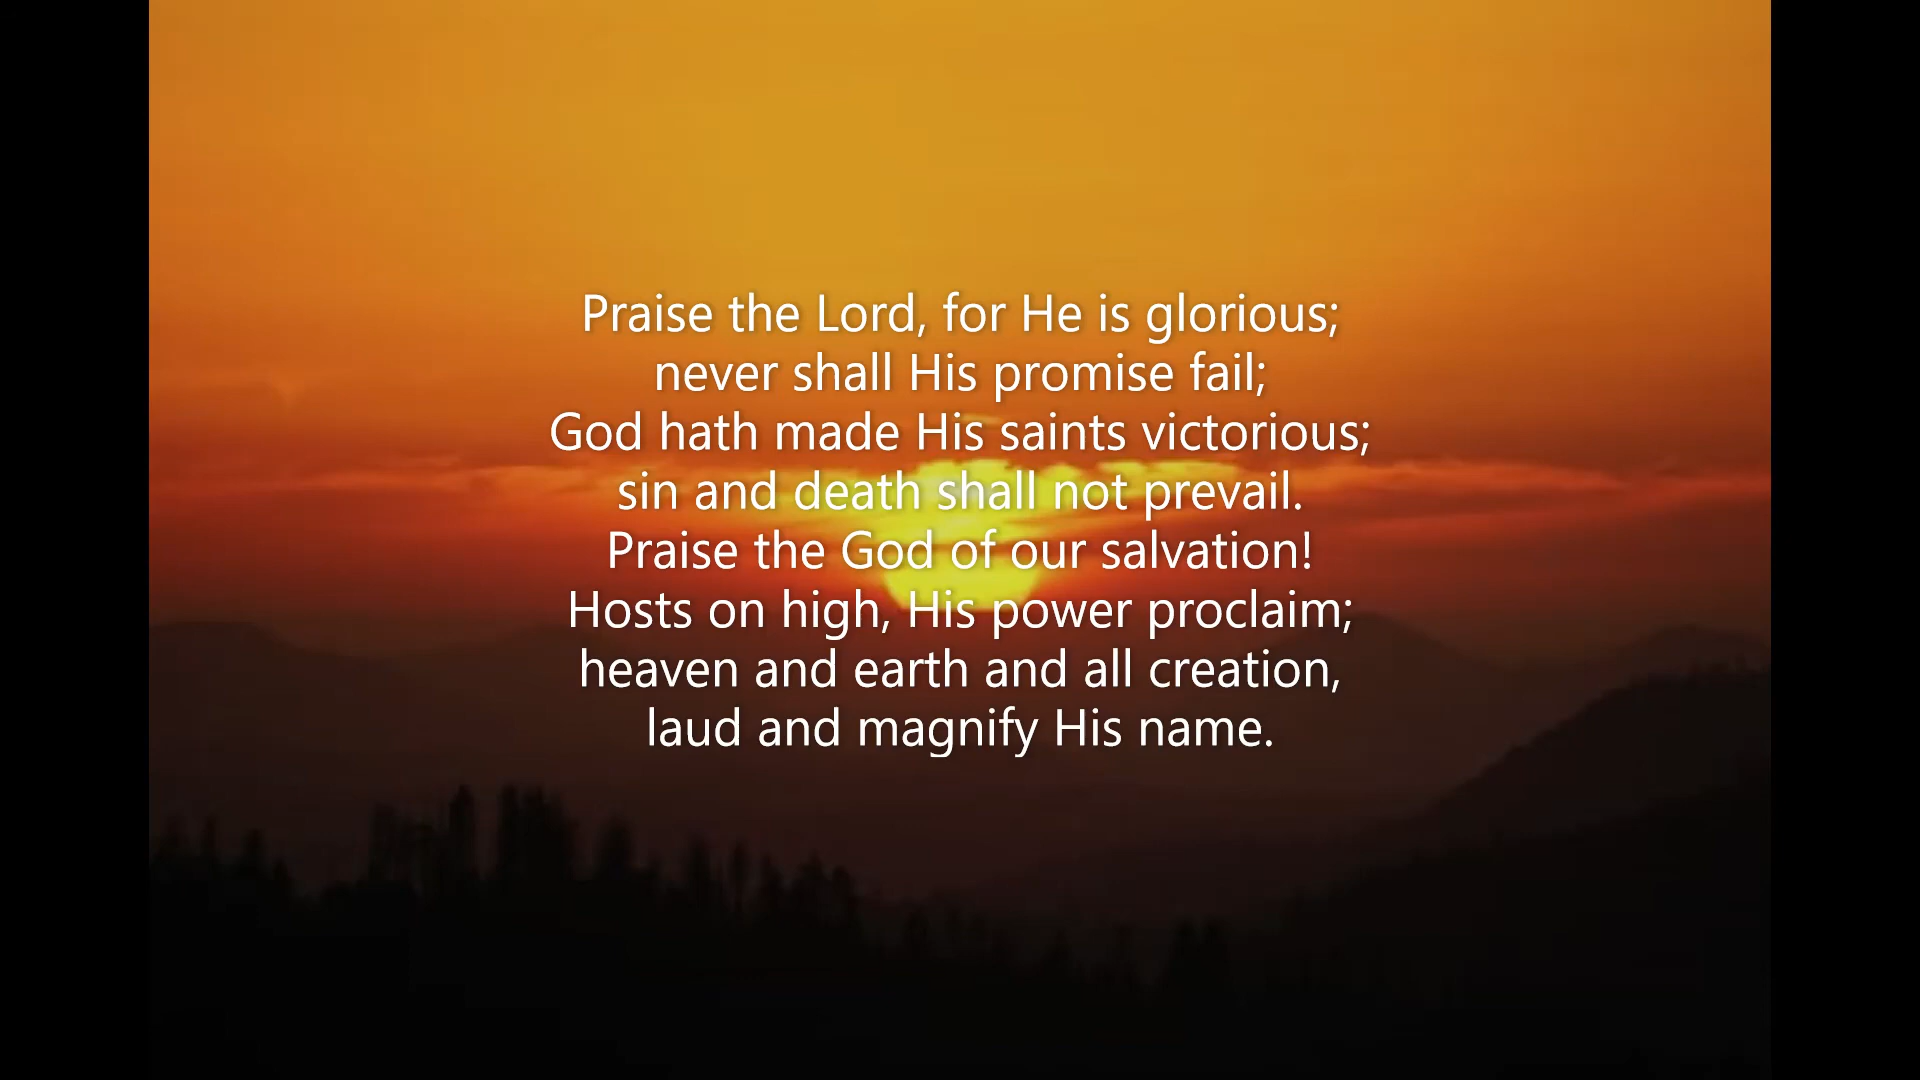 Praise the Lord, for He is glorious;
never shall His promise fail;
God hath made His saints victorious;
sin and death shall not prevail.
Praise the God of our salvation!
Hosts on high, His power proclaim;
heaven and earth and all creation,
laud and magnify His name.